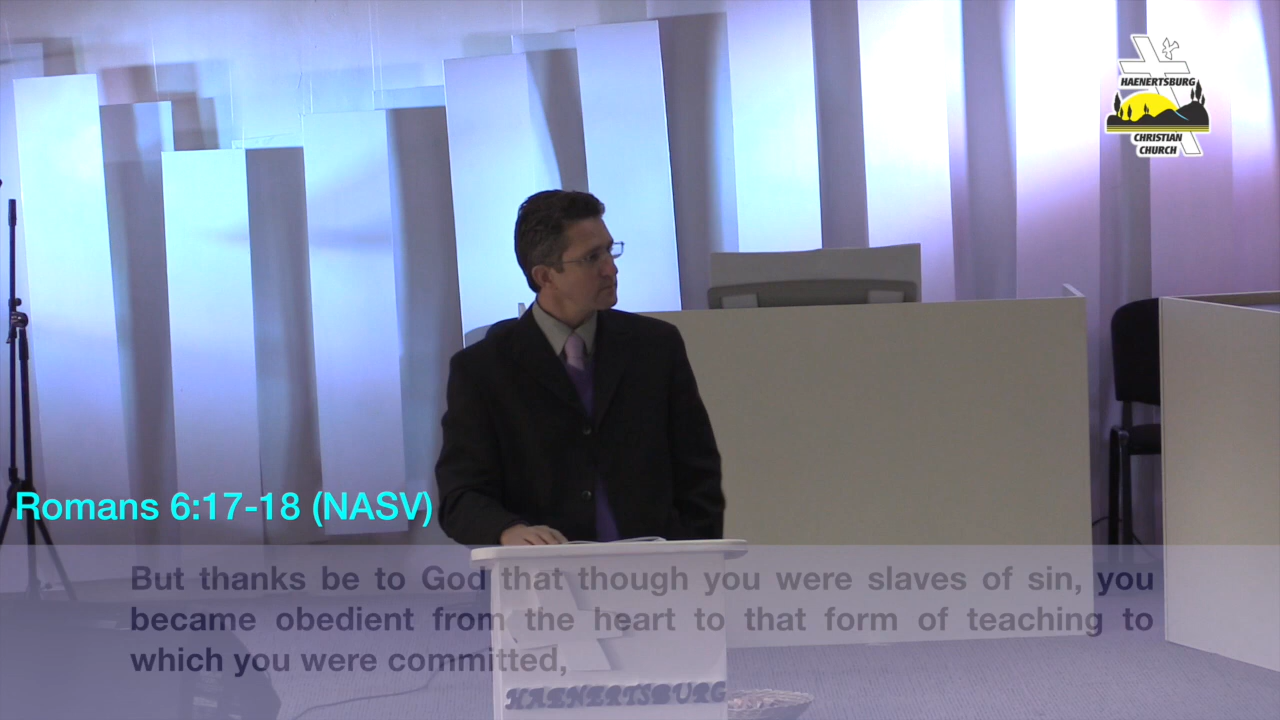 HAENERTSBURG
CHRISTIAN
CHURCH
Romans 6:17-18 (NASV)
But thanks be to God that though you were slaves of sin, you
became obedient from the heart to that form of teaching to
which you were committed,
HAENERTSBURG